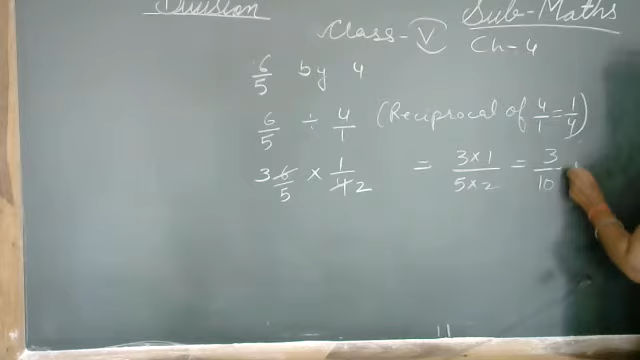 Division
Sub-Maths
Class-V
Ch-4
6/5 by 4
6/5 ÷ 4/1 (Reciprocal of 4/1 = 1/4)
3 6/5 × 1/4 2 = 3×1/5×2 = 3/10